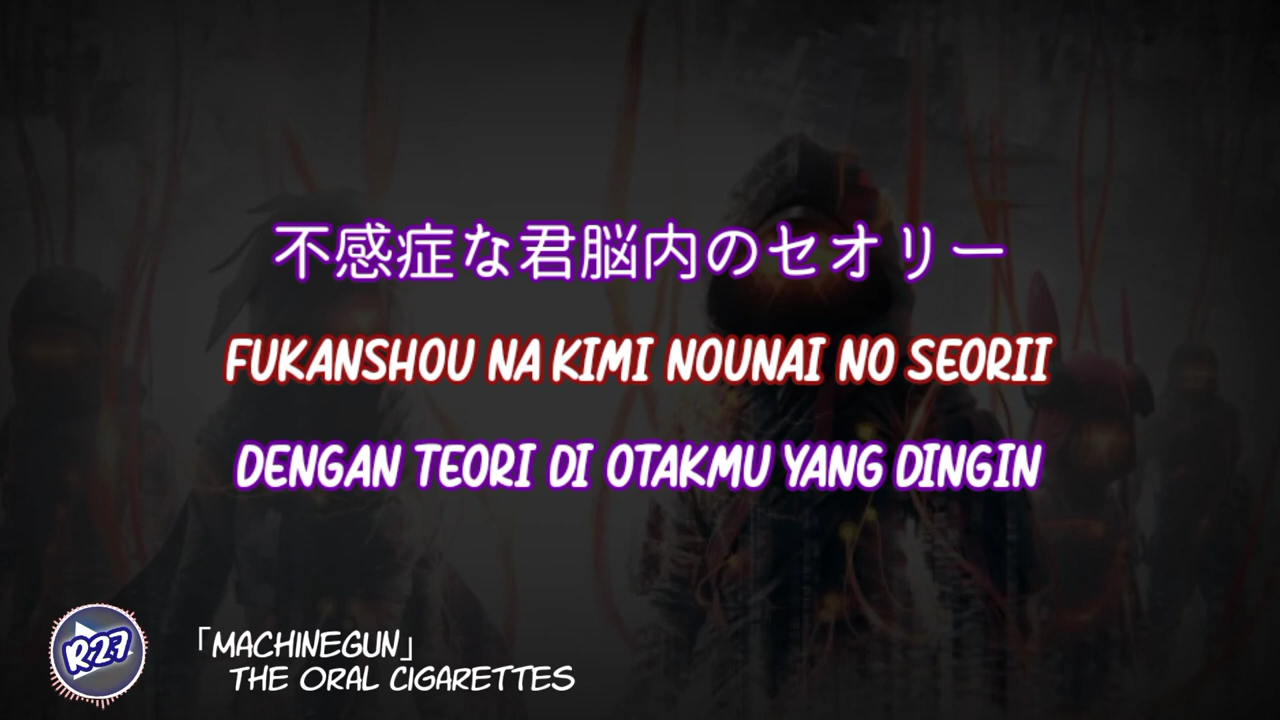 不感症な君脳内のセオリー
FUKANSHOU NA KIMI NOUNAI NO SEORII
DENGAN TEORI DI OTAKMU YANG DINGIN
R27
「MACHINEGUN」
THE ORAL CIGARETTES